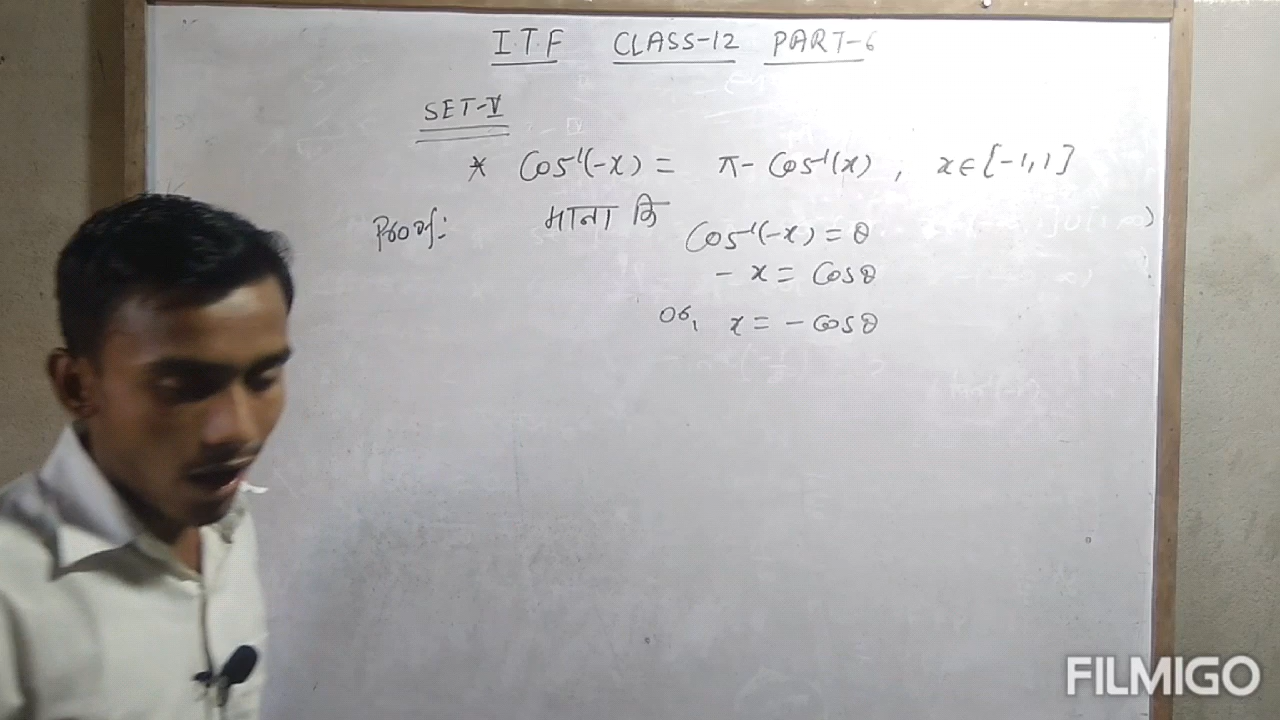 I.T.F CLASS-12 PART-6
SET-V
* Cos⁻¹(-x) = π - Cos⁻¹(x), x∈[-1,1]
Proof: माना कि
Cos⁻¹(-x) = θ
- x = Cosθ
or, x = - cosθ
FILMIGO